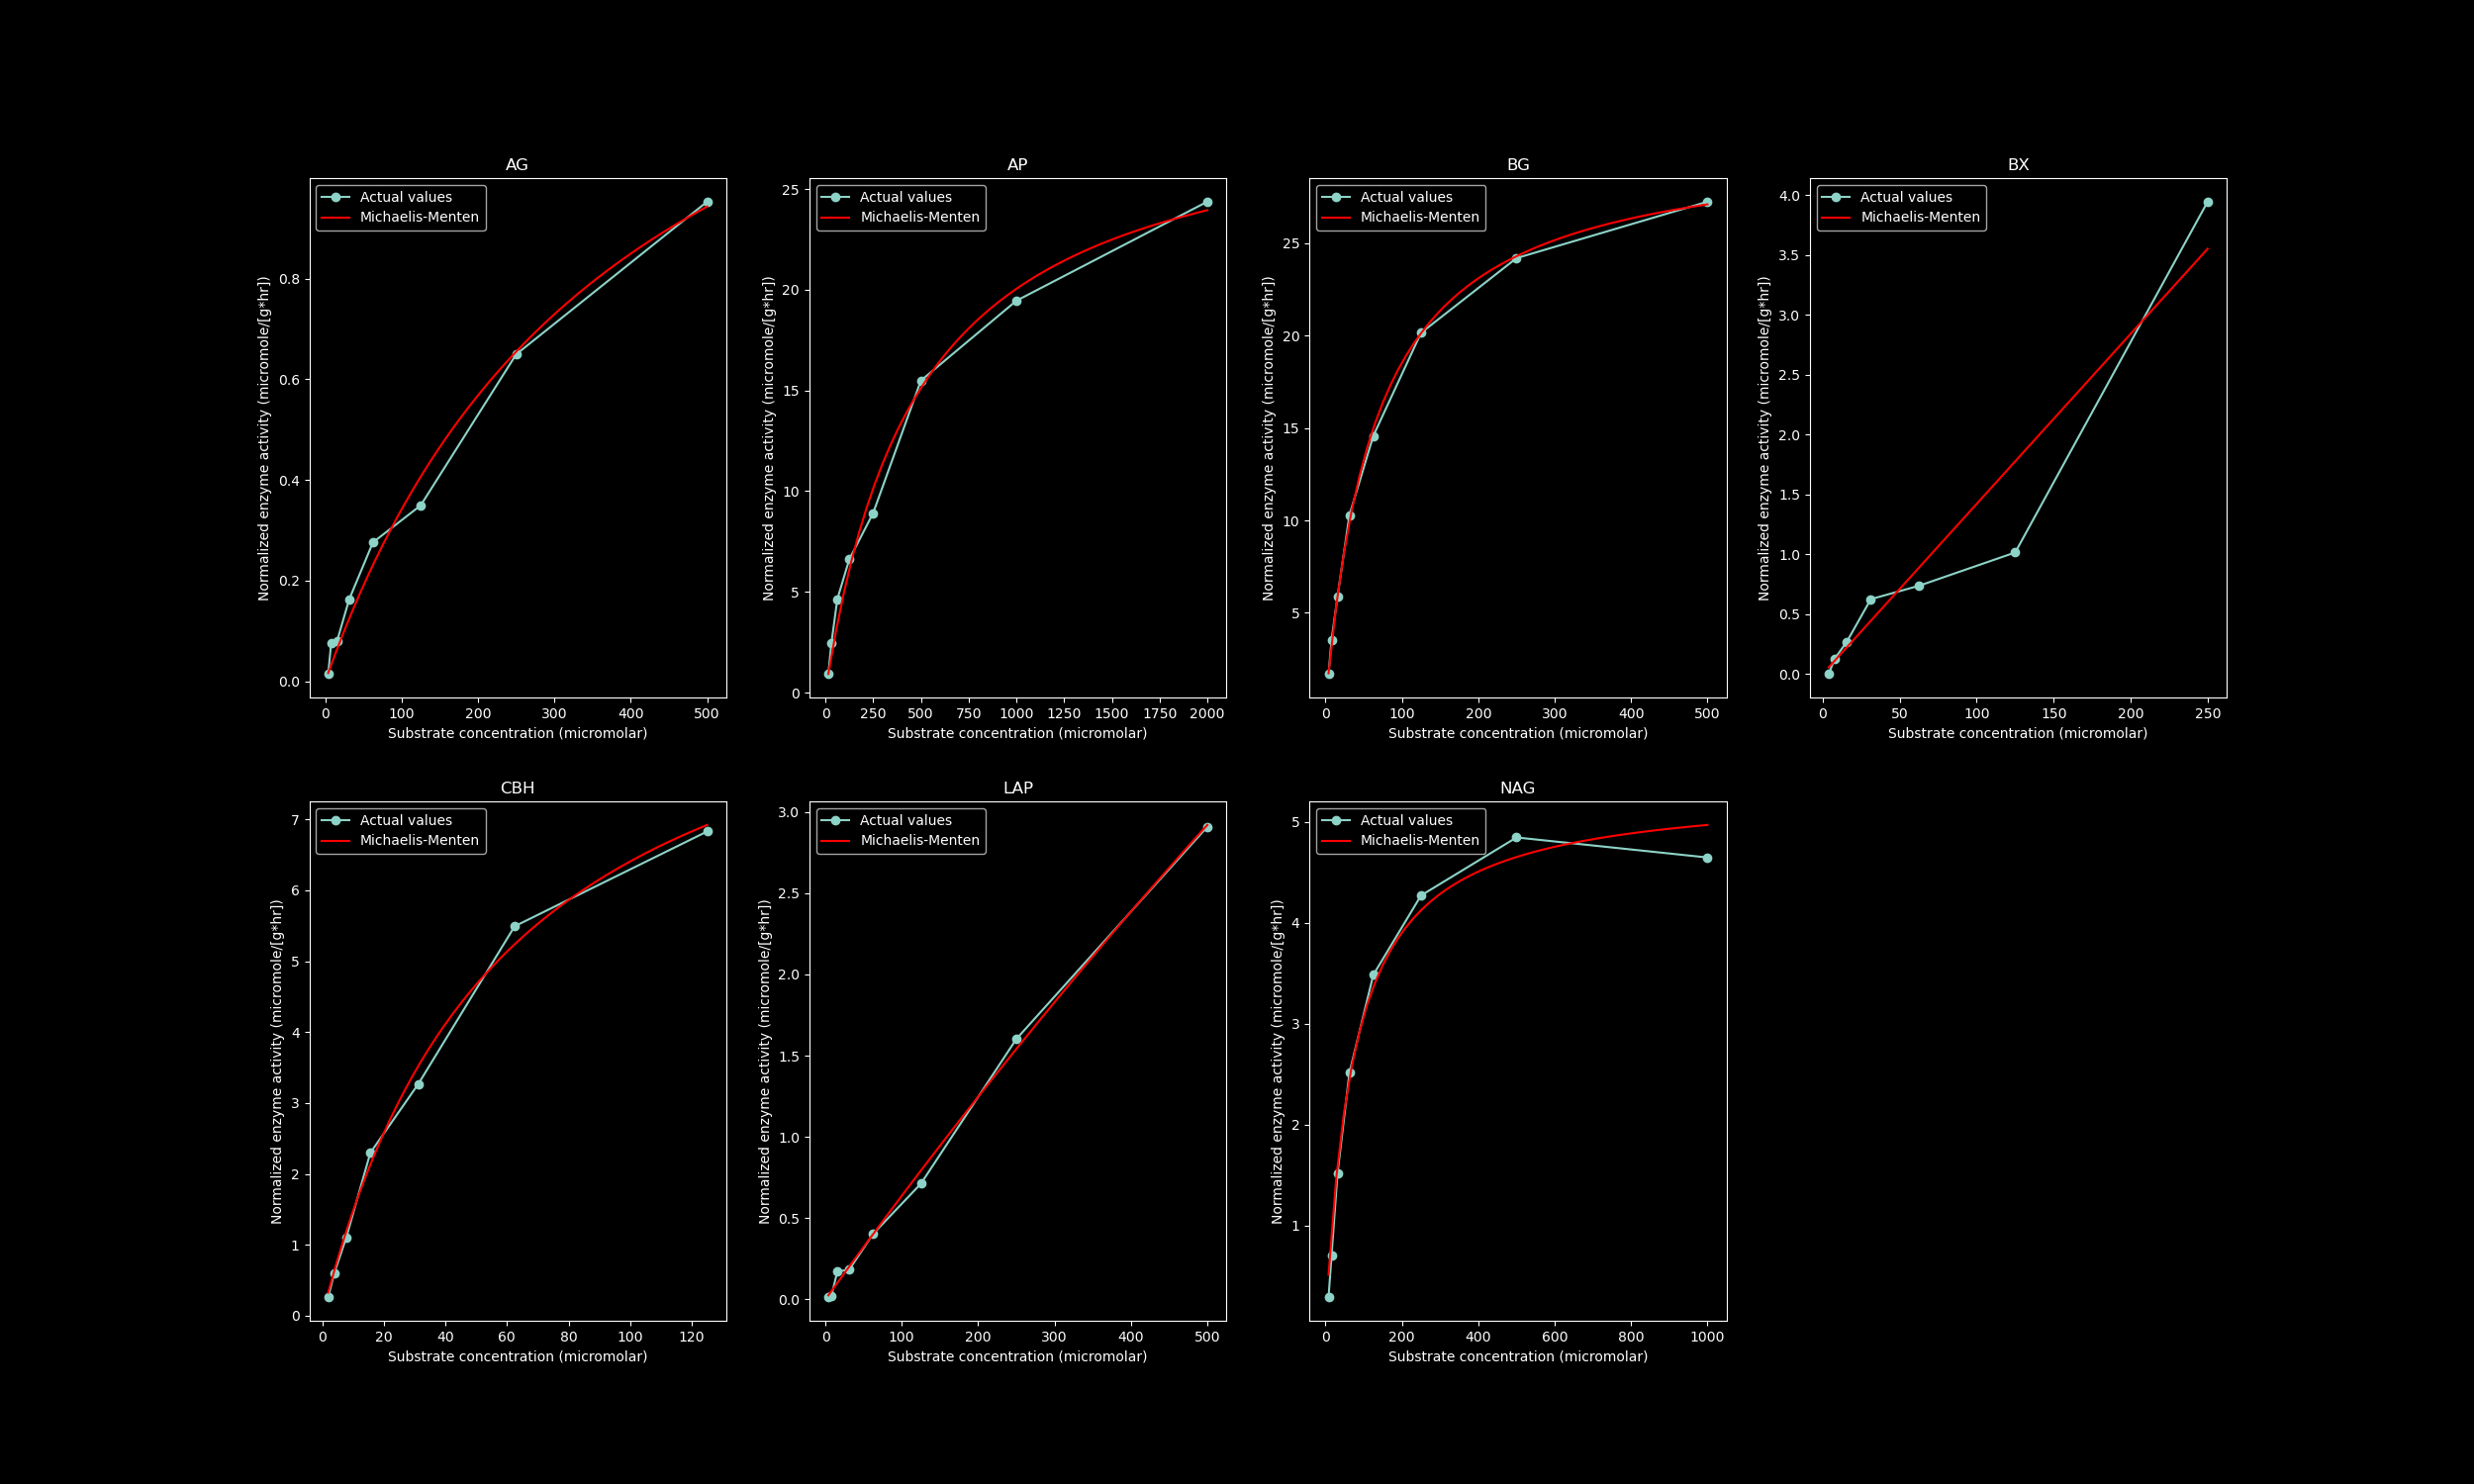 AG
Actual values
Michaelis-Menten
Normalized enzyme activity (micromole/[g*hr])
0.8
0.6
0.4
0.2
0.0
0 100 200 300 400 500
Substrate concentration (micromolar)
AP
Actual values
Michaelis-Menten
Normalized enzyme activity (micromole/[g*hr])
25
20
15
10
5
0
0 250 500 750 1000 1250 1500 1750 2000
Substrate concentration (micromolar)
BG
Actual values
Michaelis-Menten
Normalized enzyme activity (micromole/[g*hr])
25
20
15
10
5
0 100 200 300 400 500
Substrate concentration (micromolar)
BX
Actual values
Michaelis-Menten
Normalized enzyme activity (micromole/[g*hr])
4.0
3.5
3.0
2.5
2.0
1.5
1.0
0.5
0.0
0 50 100 150 200 250
Substrate concentration (micromolar)
CBH
Actual values
Michaelis-Menten
Normalized enzyme activity (micromole/[g*hr])
7
6
5
4
3
2
1
0
0 20 40 60 80 100 120
Substrate concentration (micromolar)
LAP
Actual values
Michaelis-Menten
Normalized enzyme activity (micromole/[g*hr])
3.0
2.5
2.0
1.5
1.0
0.5
0.0
0 100 200 300 400 500
Substrate concentration (micromolar)
NAG
Actual values
Michaelis-Menten
Normalized enzyme activity (micromole/[g*hr])
5
4
3
2
1
0 200 400 600 800 1000
Substrate concentration (micromolar)